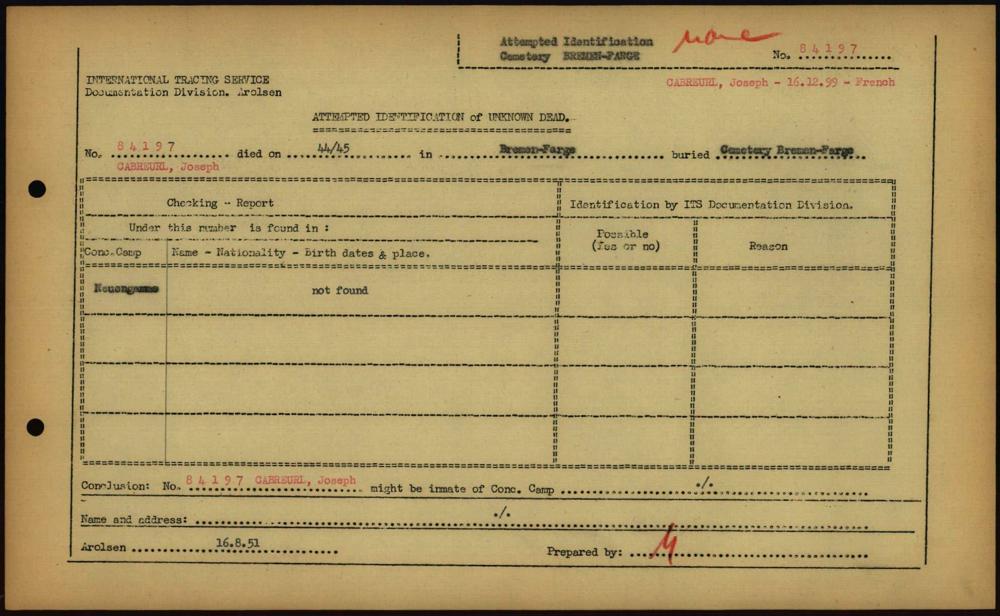 Attempted Identification
Cemetery BREMEN-FARGE
none
No. 84197
INTERNATIONAL TRACING SERVICE
Documentation Division. Arolsen
CABREURL, Joseph - 16.12.99 - French
ATTEMPTED IDENTIFICATION of UNKNOWN DEAD.
No. 84197 died on 44/45 in Bremen-Farge buried Cemetery Bremen-Farge
CABREURL, Joseph
Checking - Report
Identification by ITS Documentation Division.
Under this number is found in :
Possible
(Yes or no)
Reason
Conc.Camp
Name - Nationality - Birth dates & place.
Neuengamme
not found
Conclusion: No. 84197 CABREURL, Joseph might be inmate of Conc. Camp ./.
Name and address: ./.
Arolsen 16.8.51
Prepared by: